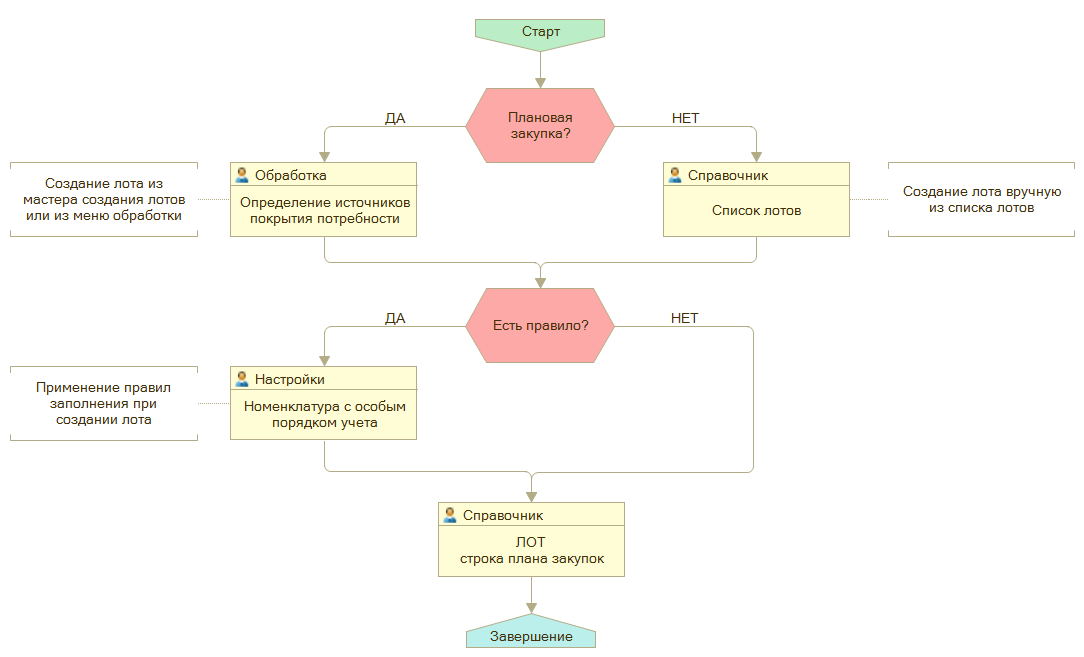 Старт
Плановая
закупка?
ДА
НЕТ
Создание лота из
мастера создания лотов
или из меню обработки
Обработка
Определение источников
покрытия потребности
Справочник
Список лотов
Создание лота вручную
из списка лотов
Есть правило?
ДА
НЕТ
Применение правил
заполнения при
создании лота
Настройки
Номенклатура с особым
порядком учета
Справочник
ЛОТ
строка плана закупок
Завершение